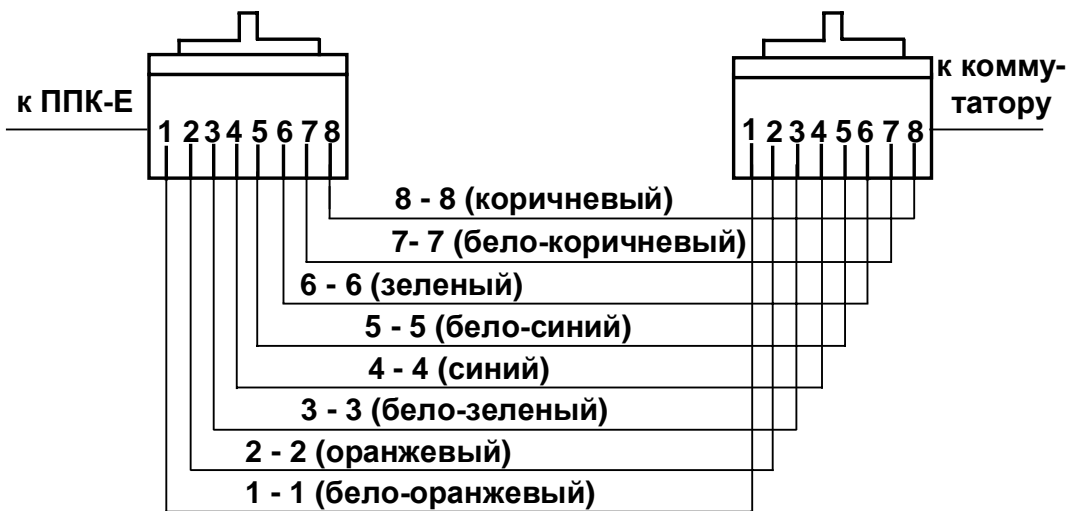 к ППК-Е
1 2 3 4 5 6 7 8
к комму-
татору
1 2 3 4 5 6 7 8
8 - 8 (коричневый)
7- 7 (бело-коричневый)
6 - 6 (зеленый)
5 - 5 (бело-синий)
4 - 4 (синий)
3 - 3 (бело-зеленый)
2 - 2 (оранжевый)
1 - 1 (бело-оранжевый)